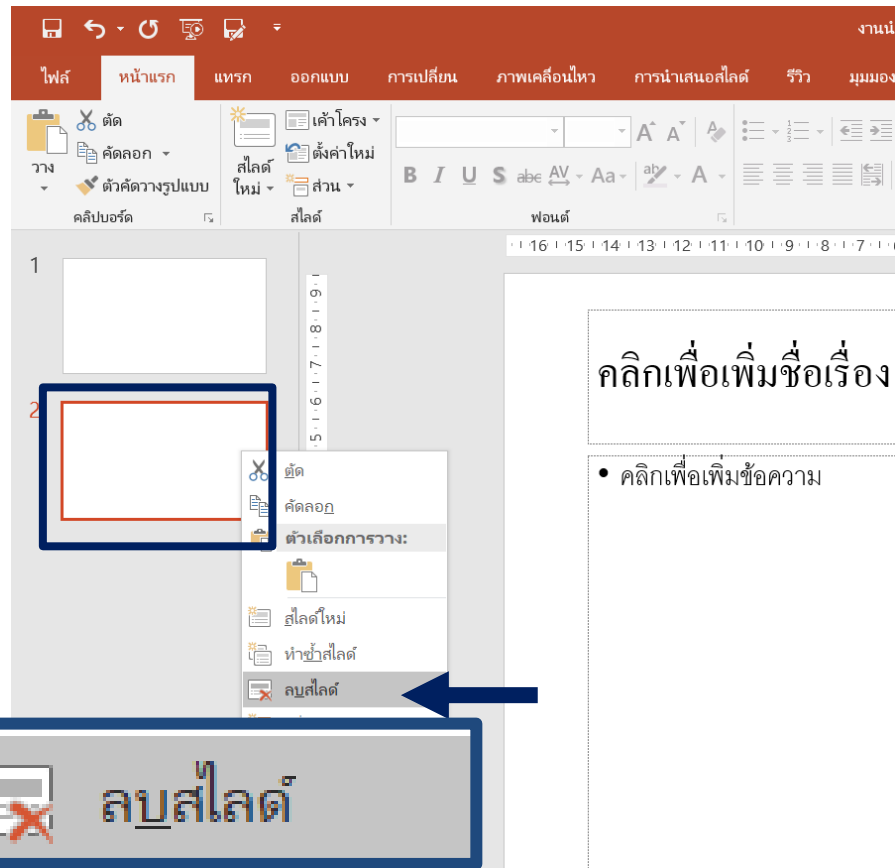 งานนำ
ไฟล์ หน้าแรก แทรก ออกแบบ การเปลี่ยน ภาพเคลื่อนไหว การนำเสนอสไลด์ รีวิว มุมมอง
วาง
ตัด
คัดลอก
ตัวคัดวางรูปแบบ
คลิปบอร์ด
สไลด์
ใหม่
เค้าโครง
ตั้งค่าใหม่
ส่วน
สไลด์
B I U S abc AV Aa aby A
ฟอนต์
16 15 14 13 12 11 10 9 8 7
1
2
9 8 7 6 5
คลิกเพื่อเพิ่มชื่อเรื่อง
• คลิกเพื่อเพิ่มข้อความ
ตัด
คัดลอก
ตัวเลือกการวาง:
สไลด์ใหม่
ทำซ้ำสไลด์
ลบสไลด์
ลบสไลด์